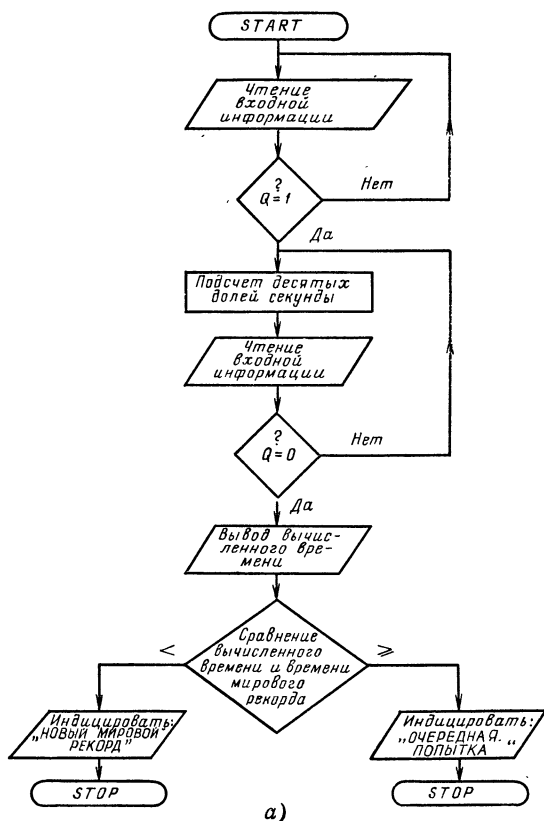 START
Чтение
входной
информации
?
Q=1
Нет
Да
Подсчет десятых
долей секунды
Чтение
входной
информации
?
Q=0
Нет
Да
Вывод вычис-
ленного вре-
мени
<
Сравнение
вычисленного
времени и времени
мирового
рекорда
⩾
Индицировать:
„НОВЫЙ МИРОВОЙ
РЕКОРД"
Индицировать:
„ОЧЕРЕДНАЯ
ПОПЫТКА“
STOP
STOP
а)